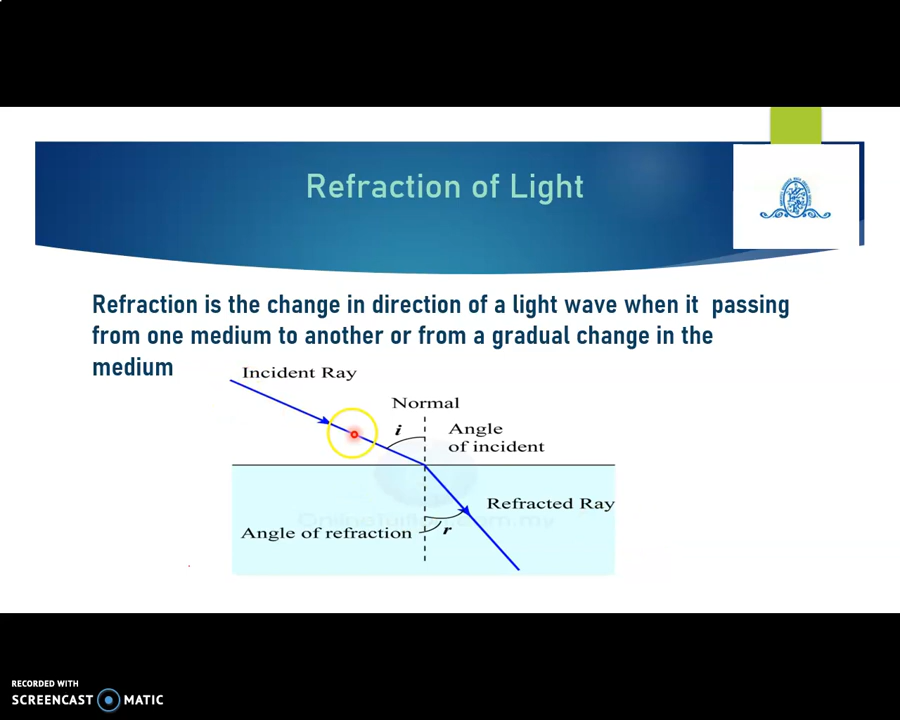 Refraction of Light
Refraction is the change in direction of a light wave when it passing
from one medium to another or from a gradual change in the
medium
Incident Ray
Normal
i
Angle
of incident
Refracted Ray
Angle of refraction
r
RECORDED WITH
SCREENCAST MATIC